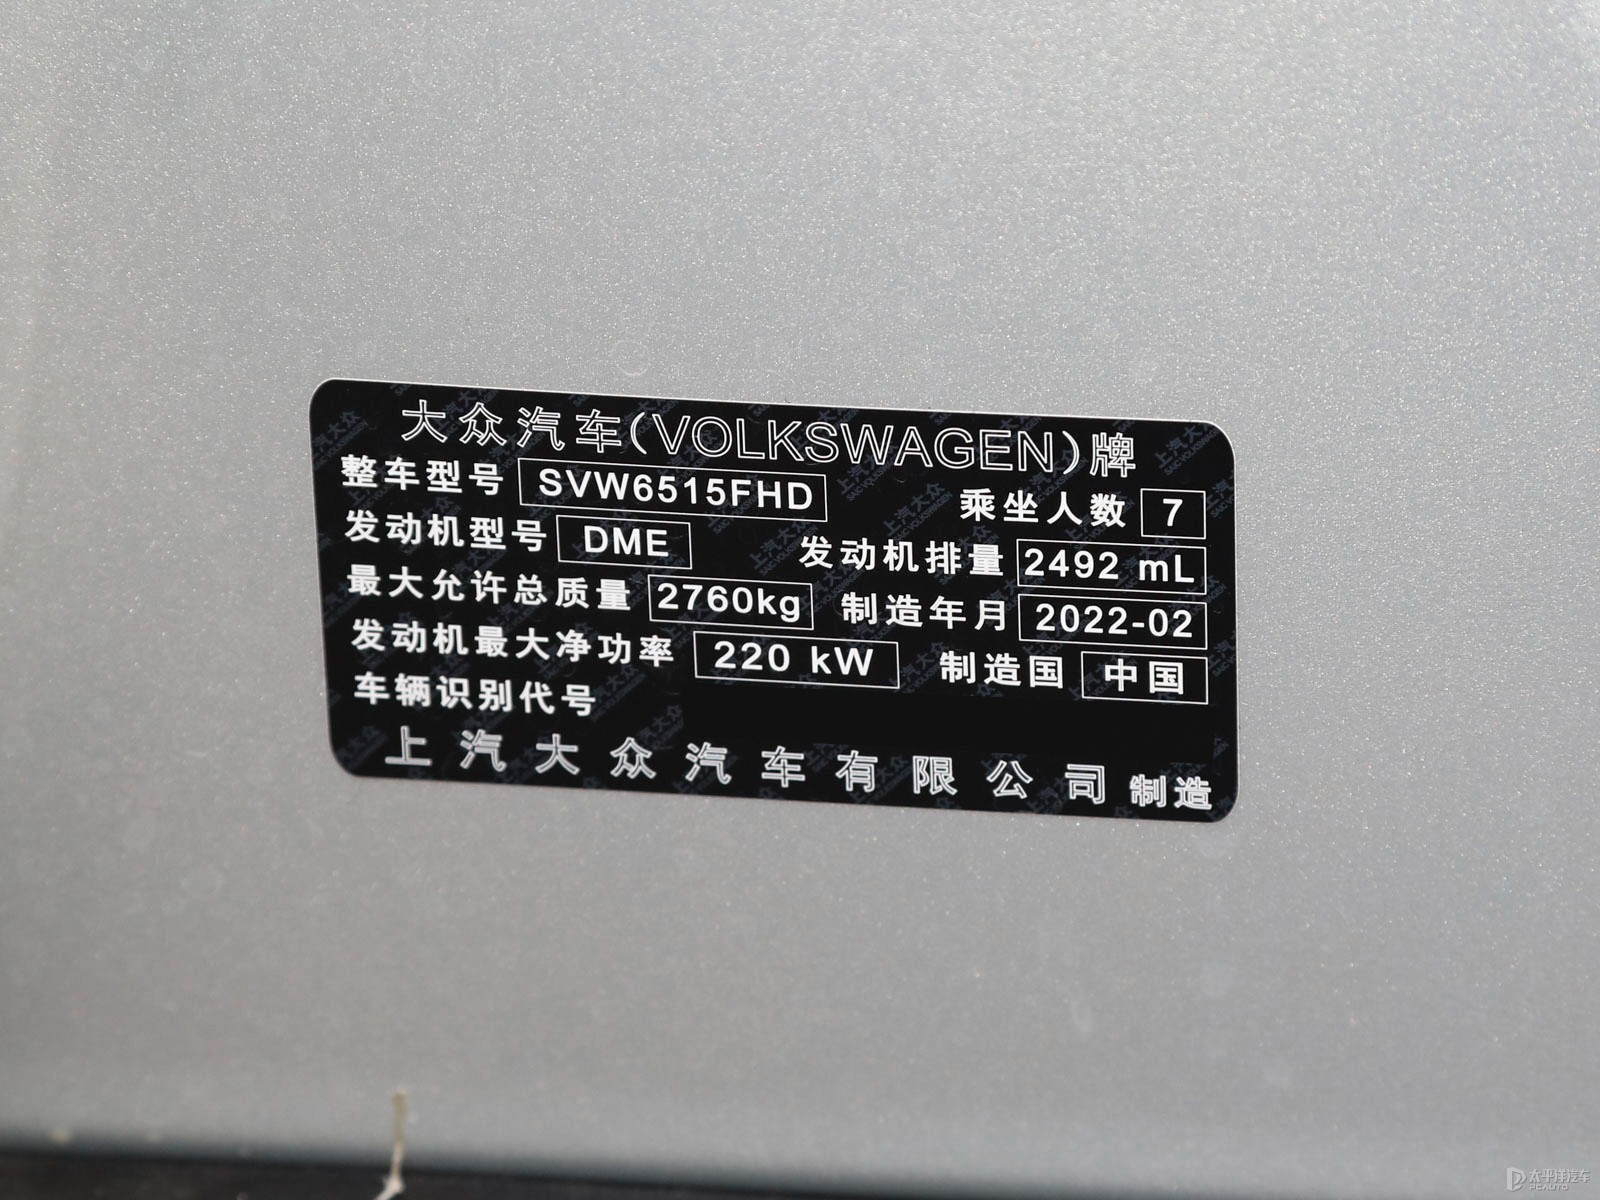 大众汽车(VOLKSWAGEN)牌
整车型号 SVW6515FHD 乘坐人数 7
发动机型号 DME 发动机排量 2492 mL
最大允许总质量 2760kg 制造年月 2022-02
发动机最大净功率 220 kW 制造国 中国
车辆识别代号
上汽大众汽车有限公司 制造
太平洋汽车
PCAUTO